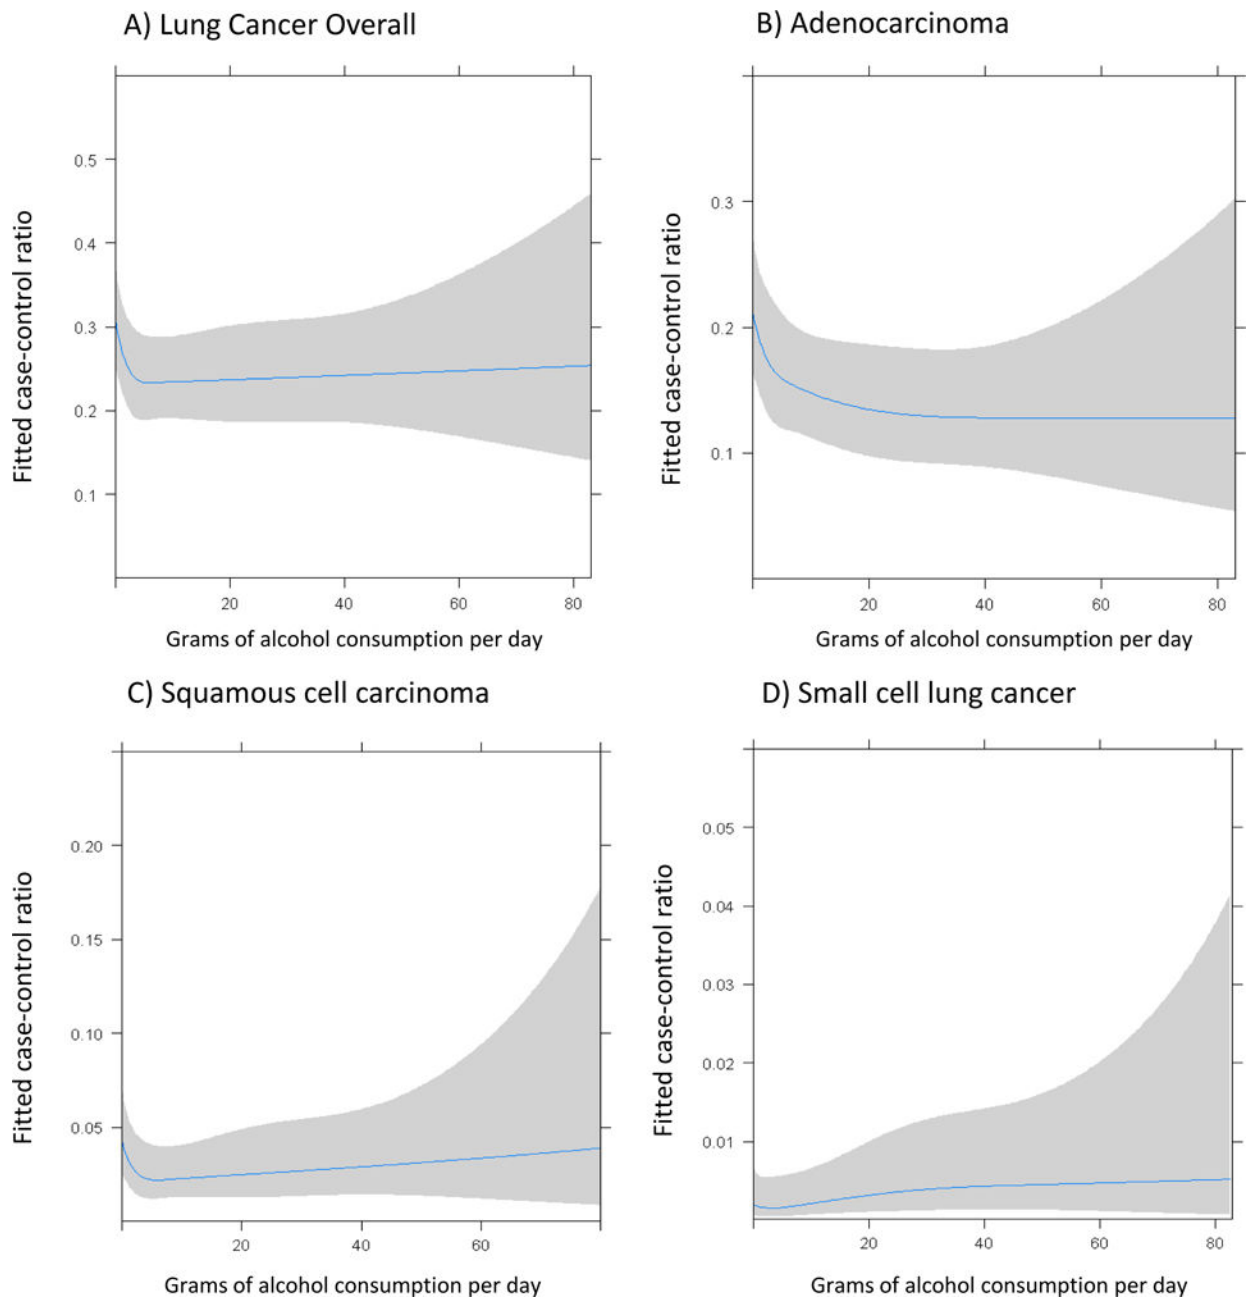 A) Lung Cancer Overall
Fitted case-control ratio
0.5
0.4
0.3
0.2
0.1
20 40 60 80
Grams of alcohol consumption per day
B) Adenocarcinoma
Fitted case-control ratio
0.3
0.2
0.1
20 40 60 80
Grams of alcohol consumption per day
C) Squamous cell carcinoma
Fitted case-control ratio
0.20
0.15
0.10
0.05
20 40 60
Grams of alcohol consumption per day
D) Small cell lung cancer
Fitted case-control ratio
0.05
0.04
0.03
0.02
0.01
20 40 60 80
Grams of alcohol consumption per day